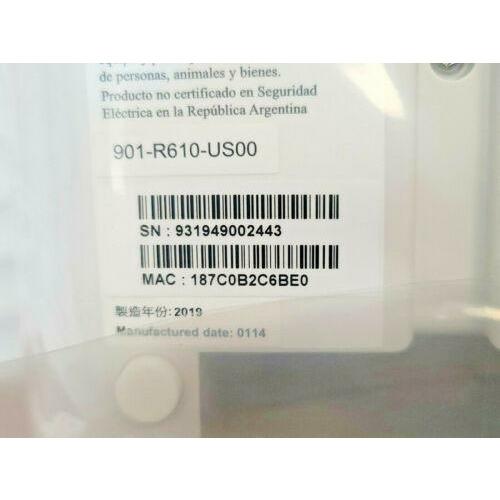 de personas, animales y bienes.
Producto no certificado en Seguridad
Eléctrica en la República Argentina
901-R610-US00
SN : 931949002443
MAC : 187C0B2C6BE0
製造年份: 2019
Manufactured date: 0114